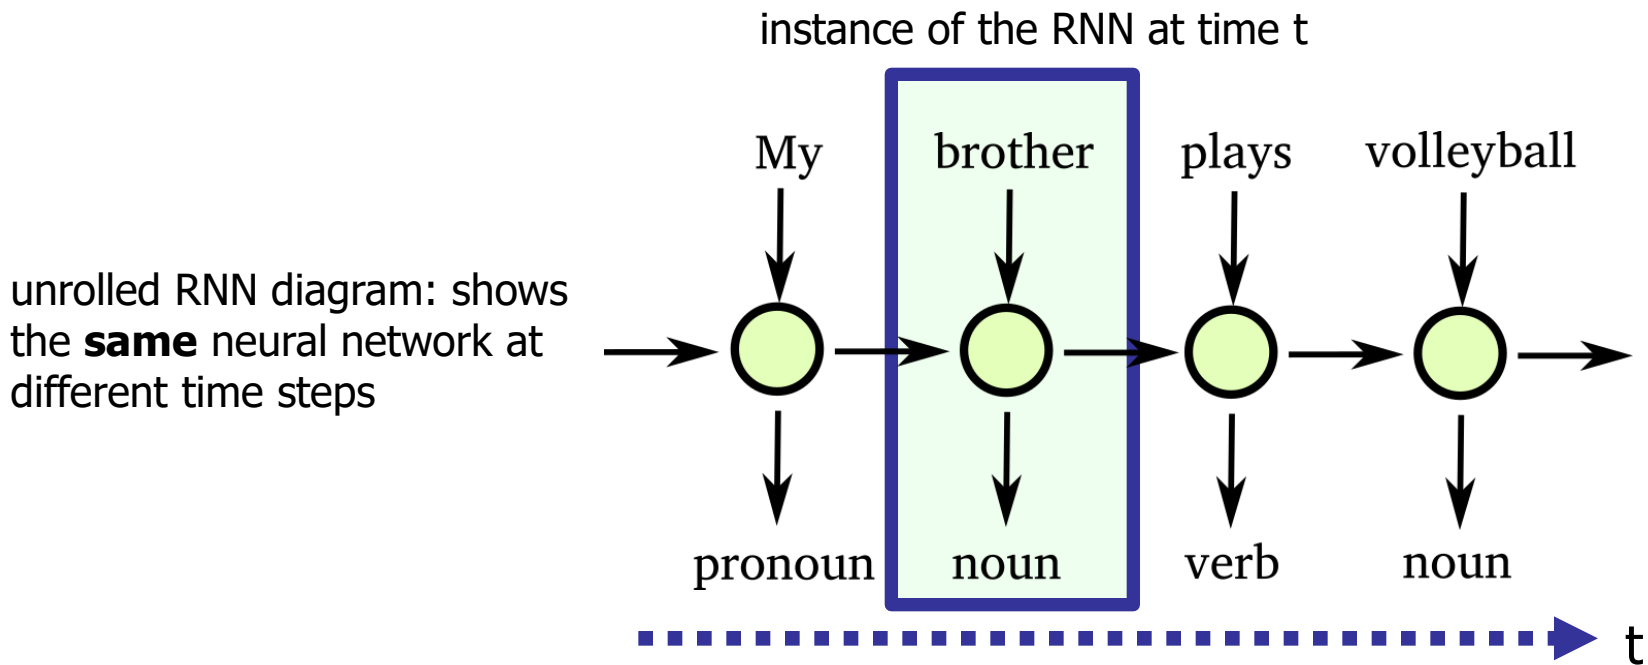 instance of the RNN at time t
My brother plays volleyball
unrolled RNN diagram: shows
the same neural network at
different time steps
pronoun noun verb noun
t